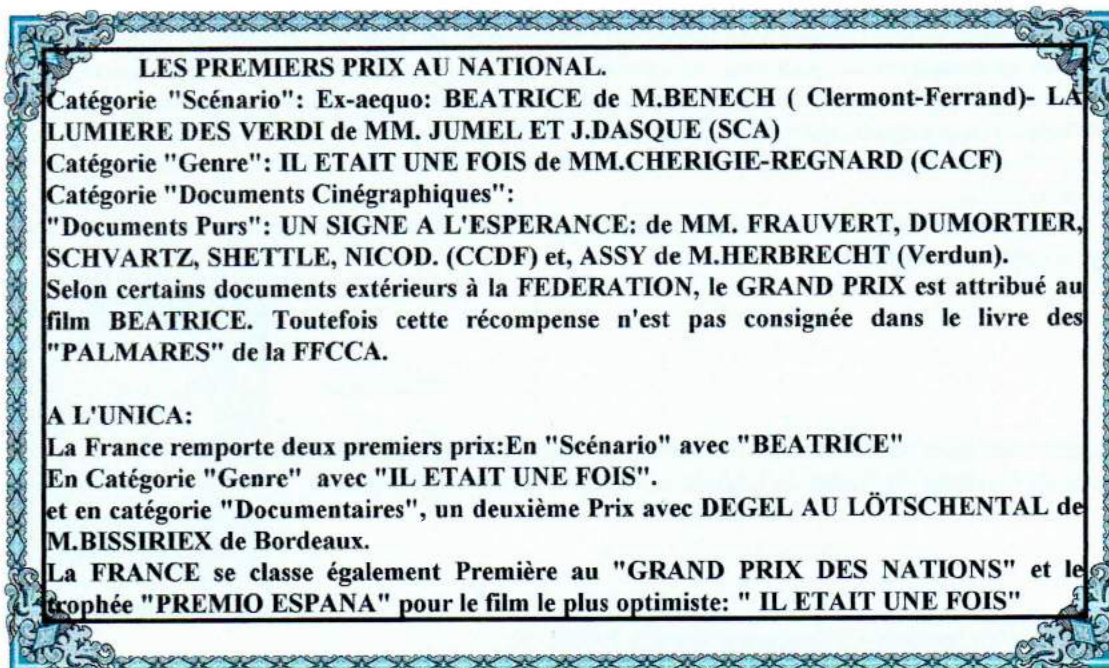 LES PREMIERS PRIX AU NATIONAL.
Catégorie "Scénario": Ex-aequo: BEATRICE de M.BENECH ( Clermont-Ferrand)- LA
LUMIERE DES VERDI de MM. JUMEL ET J.DASQUE (SCA)
Catégorie "Genre": IL ETAIT UNE FOIS de MM.CHERIGIE-REGNARD (CACF)
Catégorie "Documents Cinégraphiques":
"Documents Purs": UN SIGNE A L'ESPERANCE: de MM. FRAUVERT, DUMORTIER,
SCHVARTZ, SHETTLE, NICOD. (CCDF) et, ASSY de M.HERBRECHT (Verdun).
Selon certains documents extérieurs à la FEDERATION, le GRAND PRIX est attribué au
film BEATRICE. Toutefois cette récompense n'est pas consignée dans le livre des
"PALMARES" de la FFCCA.
A L'UNICA:
La France remporte deux premiers prix:En "Scénario" avec "BEATRICE"
En Catégorie "Genre" avec "IL ETAIT UNE FOIS".
et en catégorie "Documentaires", un deuxième Prix avec DEGEL AU LÖTSCHENTAL de
M.BISSIRIEX de Bordeaux.
La FRANCE se classe également Première au "GRAND PRIX DES NATIONS" et le
trophée "PREMIO ESPANA" pour le film le plus optimiste: " IL ETAIT UNE FOIS"